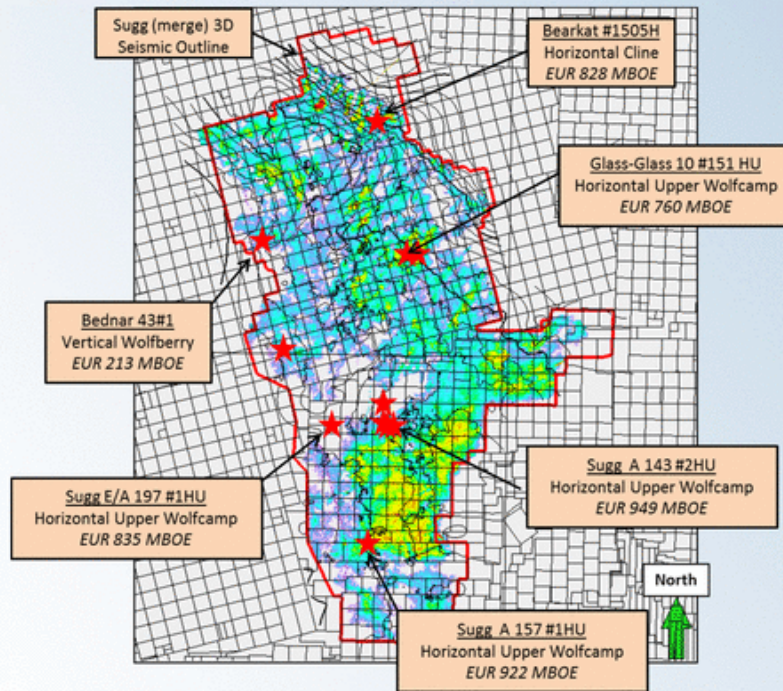 Sugg (merge) 3D
Seismic Outline
Bearkat #1505H
Horizontal Cline
EUR 828 MBOE
Glass-Glass 10 #151 HU
Horizontal Upper Wolfcamp
EUR 760 MBOE
Bednar 43#1
Vertical Wolfberry
EUR 213 MBOE
Sugg A 143 #2HU
Horizontal Upper Wolfcamp
EUR 949 MBOE
Sugg E/A 197 #1HU
Horizontal Upper Wolfcamp
EUR 835 MBOE
North
Sugg A 157 #1HU
Horizontal Upper Wolfcamp
EUR 922 MBOE